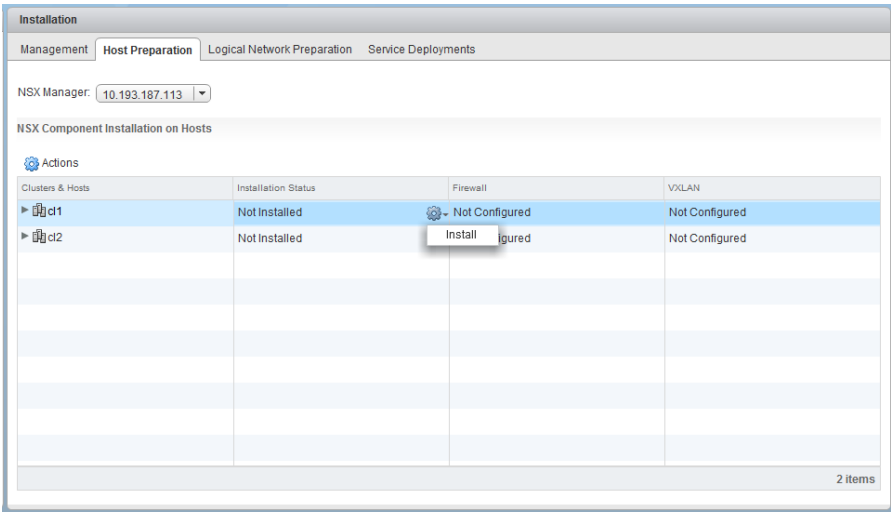 Installation
Management Host Preparation Logical Network Preparation Service Deployments
NSX Manager: 10.193.187.113
NSX Component Installation on Hosts
Actions
Clusters & Hosts Installation Status Firewall VXLAN
cl1 Not Installed Not Configured Not Configured
Install
cl2 Not Installed igured Not Configured
2 items